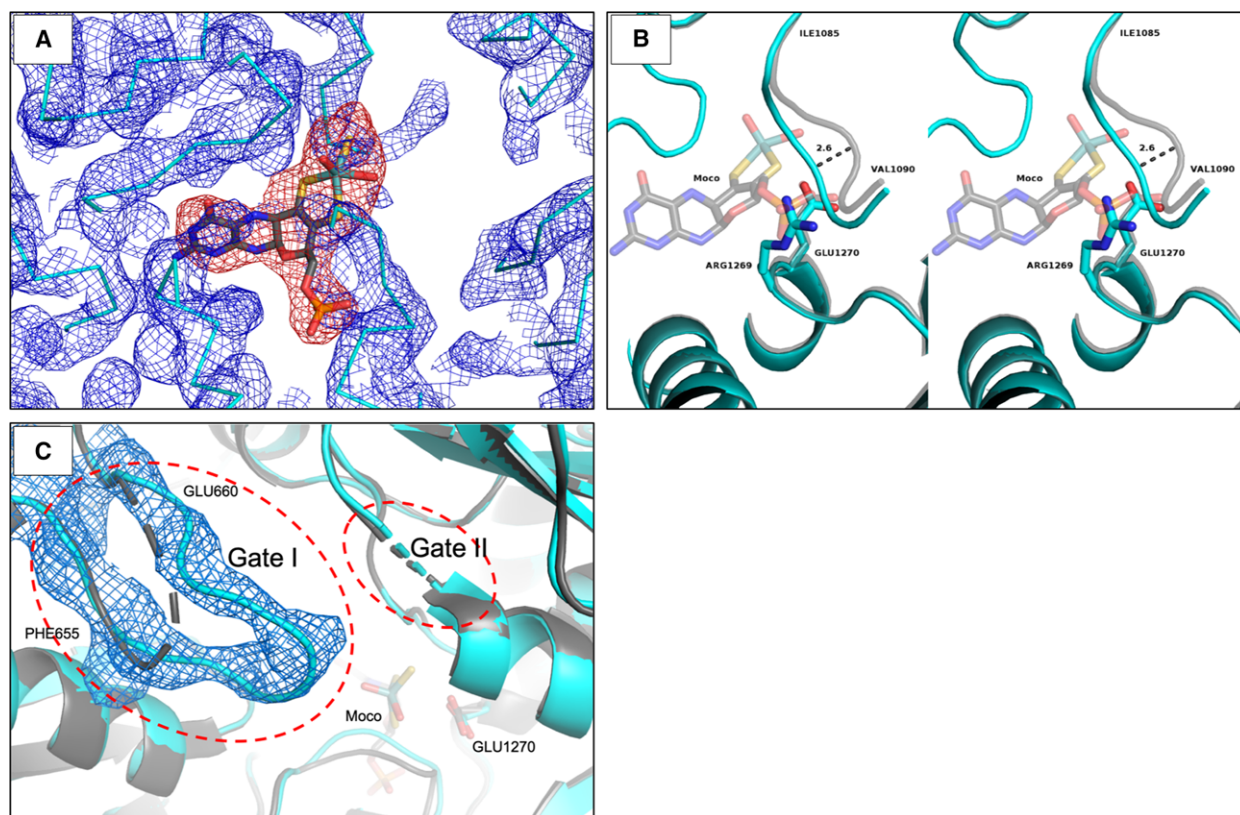 A
B
ILE1085
ILE1085
2.6
2.6
VAL1090
VAL1090
Moco
Moco
GLU1270
GLU1270
ARG1269
ARG1269
C
GLU660
Gate I
Gate II
PHE655
Moco
GLU1270